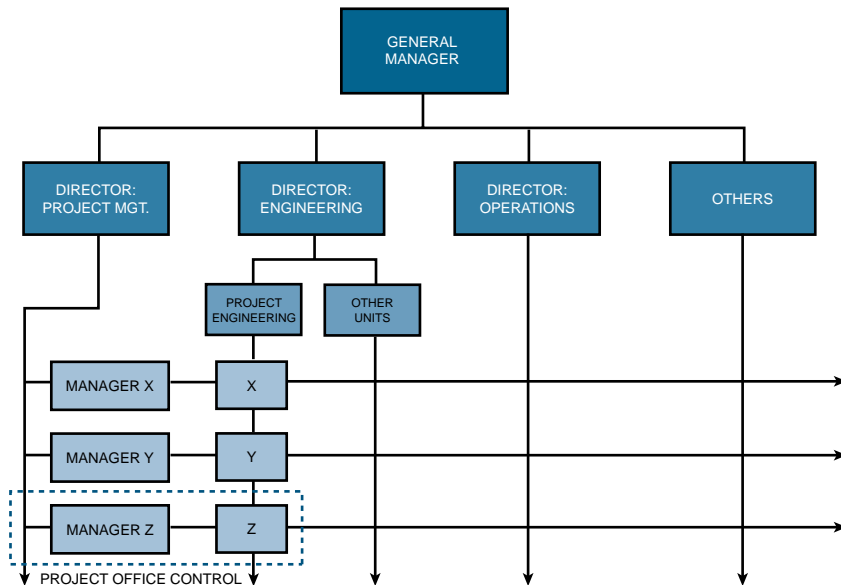 GENERAL
MANAGER
DIRECTOR:
PROJECT MGT.
DIRECTOR:
ENGINEERING
DIRECTOR:
OPERATIONS
OTHERS
PROJECT
ENGINEERING
OTHER
UNITS
MANAGER X
X
MANAGER Y
Y
MANAGER Z
Z
PROJECT OFFICE CONTROL